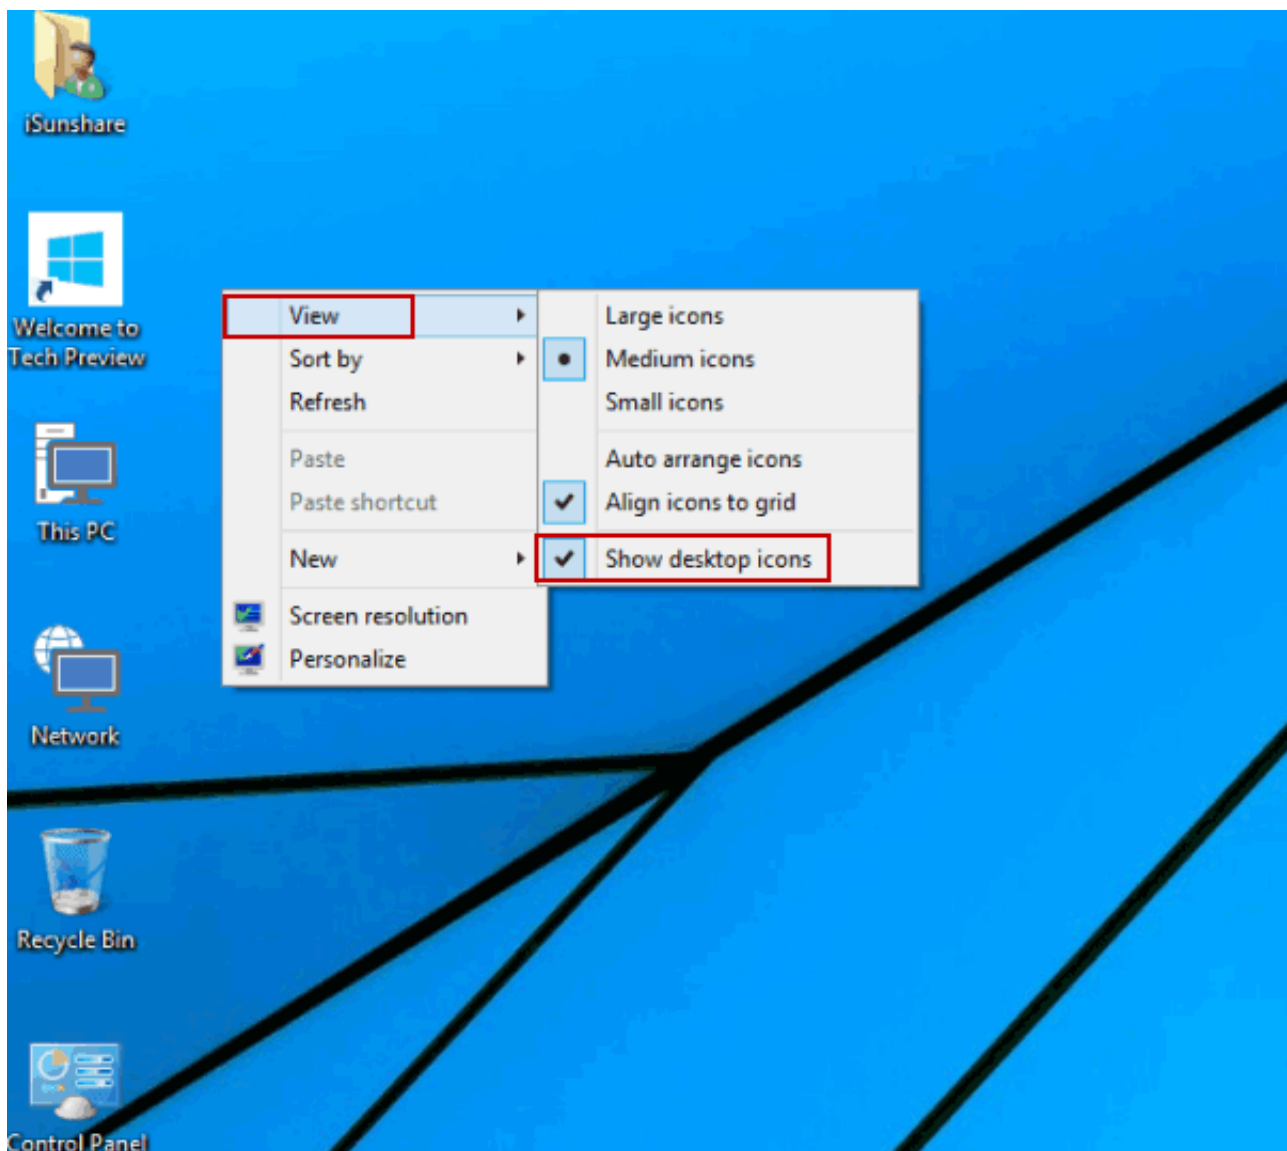 iSunshare
Welcome to
Tech Preview
This PC
Network
Recycle Bin
Control Panel
View
Sort by
Refresh
Paste
Paste shortcut
New
Screen resolution
Personalize
Large icons
Medium icons
Small icons
Auto arrange icons
Align icons to grid
Show desktop icons